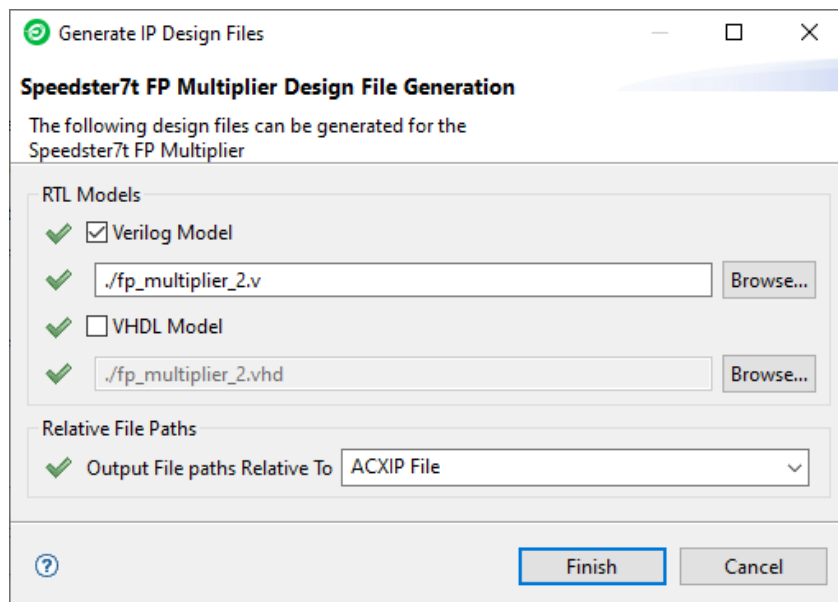 Generate IP Design Files
Speedster7t FP Multiplier Design File Generation
The following design files can be generated for the
Speedster7t FP Multiplier
RTL Models
Verilog Model
./fp_multiplier_2.v Browse...
VHDL Model
./fp_multiplier_2.vhd Browse...
Relative File Paths
Output File paths Relative To ACXIP File
Finish Cancel